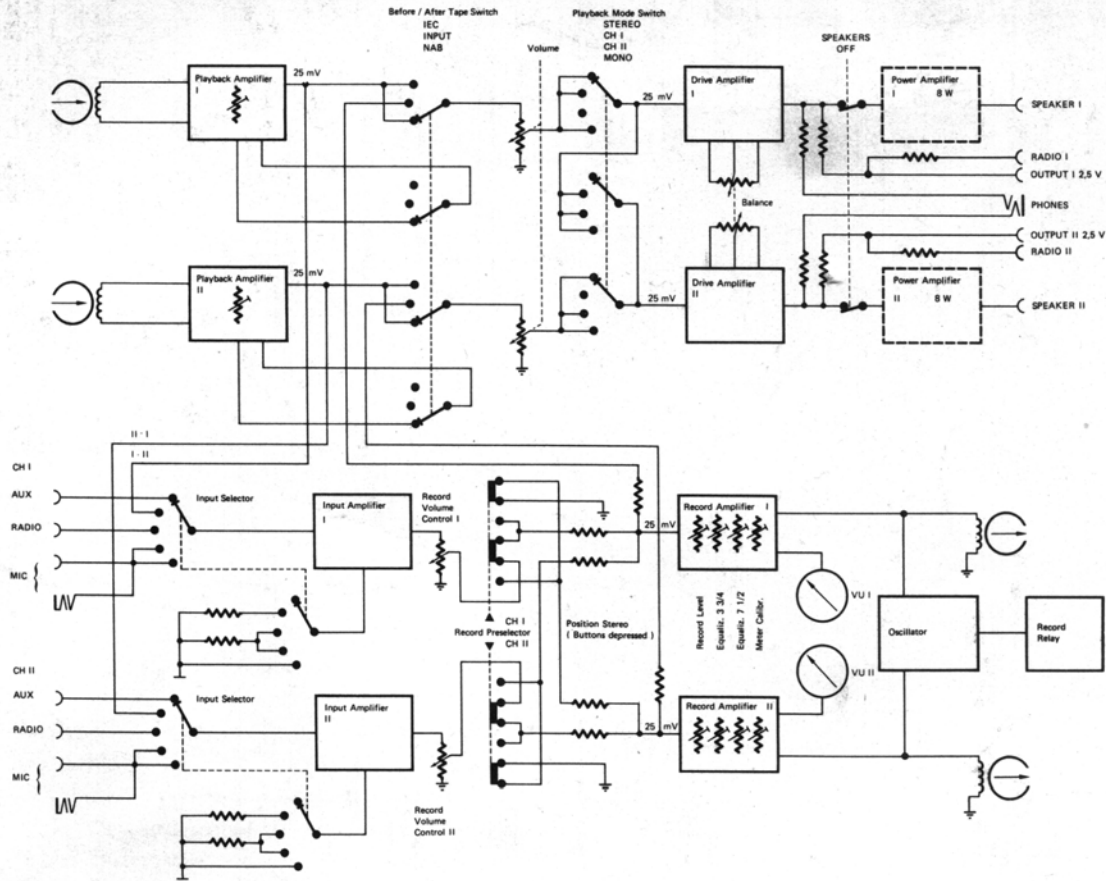 Before / After Tape Switch
IEC
INPUT
NAB
Playback Mode Switch
STEREO
CH I
CH II
MONO
Volume
SPEAKERS
OFF
Playback Amplifier
I
25 mV
25 mV
Drive Amplifier
I
Power Amplifier
I 8 W
SPEAKER I
RADIO I
OUTPUT I 2,5 V
Balance
PHONES
OUTPUT II 2,5 V
RADIO II
Playback Amplifier
II
25 mV
25 mV
Drive Amplifier
II
Power Amplifier
II 8 W
SPEAKER II
II - I
I - II
CH I
AUX
RADIO
MIC
Input Selector
Input Amplifier
I
Record
Volume
Control I
25 mV
Record Amplifier I
Record Level
Equaliz. 3 3/4
Equaliz. 7 1/2
Meter Calibr.
VU I
CH I
Record Preselector
CH II
Position Stereo
( Buttons depressed )
Oscillator
Record
Relay
VU II
CH II
AUX
RADIO
MIC
Input Selector
Input Amplifier
II
Record
Volume
Control II
25 mV
Record Amplifier II